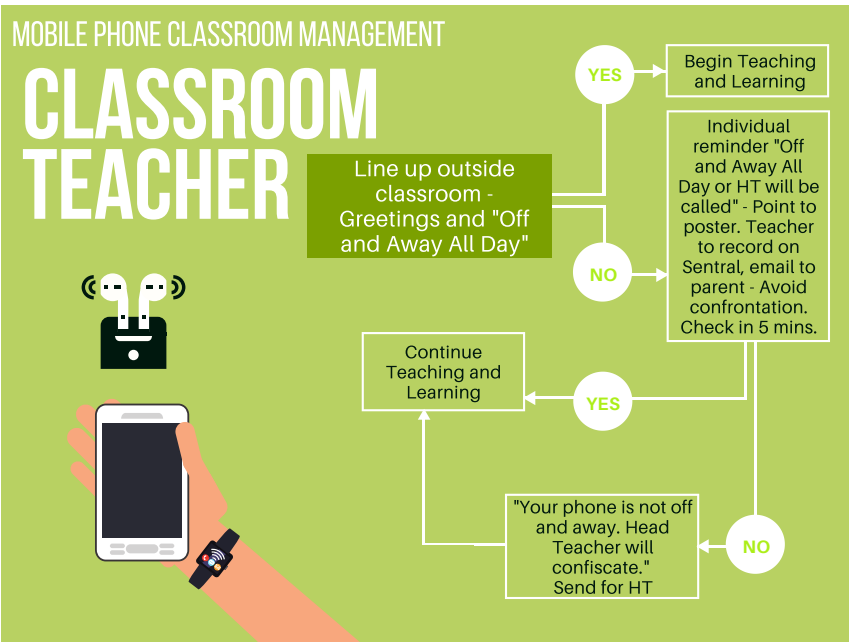 MOBILE PHONE CLASSROOM MANAGEMENT
CLASSROOM
TEACHER
Line up outside
classroom -
Greetings and "Off
and Away All Day"
YES
Begin Teaching
and Learning
NO
Individual
reminder "Off
and Away All
Day or HT will be
called" - Point to
poster. Teacher
to record on
Sentral, email to
parent - Avoid
confrontation.
Check in 5 mins.
YES
Continue
Teaching and
Learning
NO
"Your phone is not off
and away. Head
Teacher will
confiscate."
Send for HT